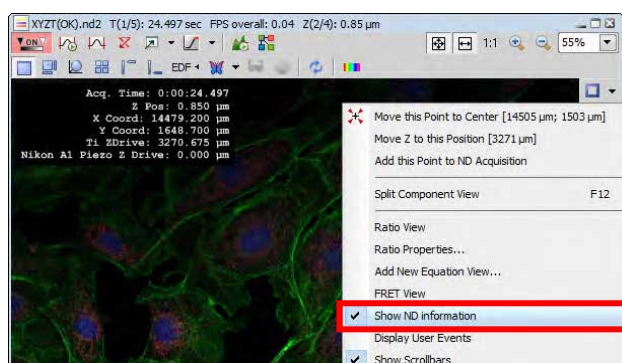 XYZT(OK).nd2 T(1/5): 24.497 sec FPS overall: 0.04 Z(2/4): 0.85 µm
ON
1:1
55%
EDF
Acq. Time: 0:00:24.497
Z Pos: 0.850 µm
X Coord: 14479.200 µm
Y Coord: 1648.700 µm
Ti ZDrive: 3270.675 µm
Nikon A1 Piezo Z Drive: 0.000 µm
Move this Point to Center [14505 µm; 1503 µm]
Move Z to this Position [3271 µm]
Add this Point to ND Acquisition
Split Component View F12
Ratio View
Ratio Properties...
Add New Equation View...
FRET View
Show ND information
Display User Events
Show Scrollbars